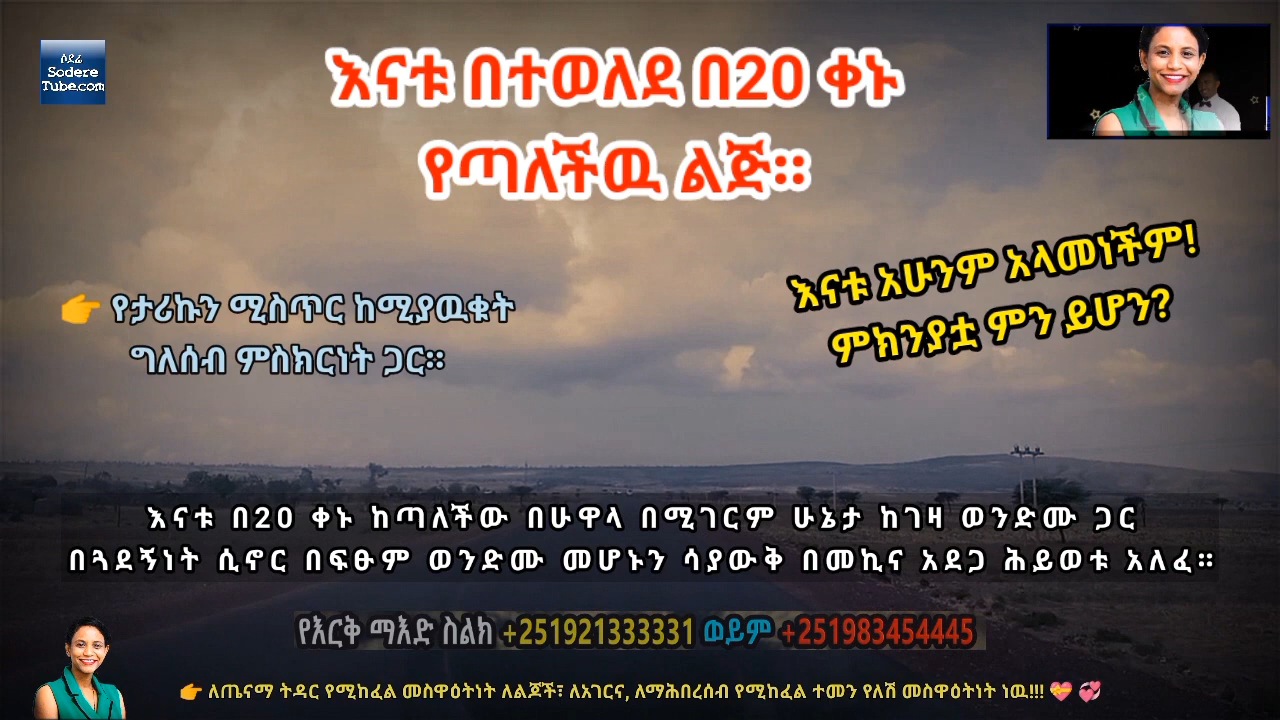 ሶደሬ
Sodere
Tube.com
እናቱ በተወለደ በ20 ቀኑ
የጣለችዉ ልጅ።
እናቱ አሁንም አላመነችም!
ምክንያቷ ምን ይሆን?
👉 የታሪኩን ሚስጥር ከሚያዉቁት
ግለሰብ ምስክርነት ጋር።
እናቱ በ20 ቀኑ ከጣለችው በሁዋላ በሚገርም ሁኔታ ከገዛ ወንድሙ ጋር
በጓደኝነት ሲኖር በፍፁም ወንድሙ መሆኑን ሳያውቅ በመኪና አደጋ ሕይወቱ አለፈ።
የእርቅ ማእድ ስልክ +251921333331 ወይም +251983454445
👉 ለጤናማ ትዳር የሚከፈል መስዋዕትነት ለልጆች፣ ለአገርና, ለማሕበረሰብ የሚከፈል ተመን የለሽ መስዋዕትነት ነዉ!!! 💝 💞